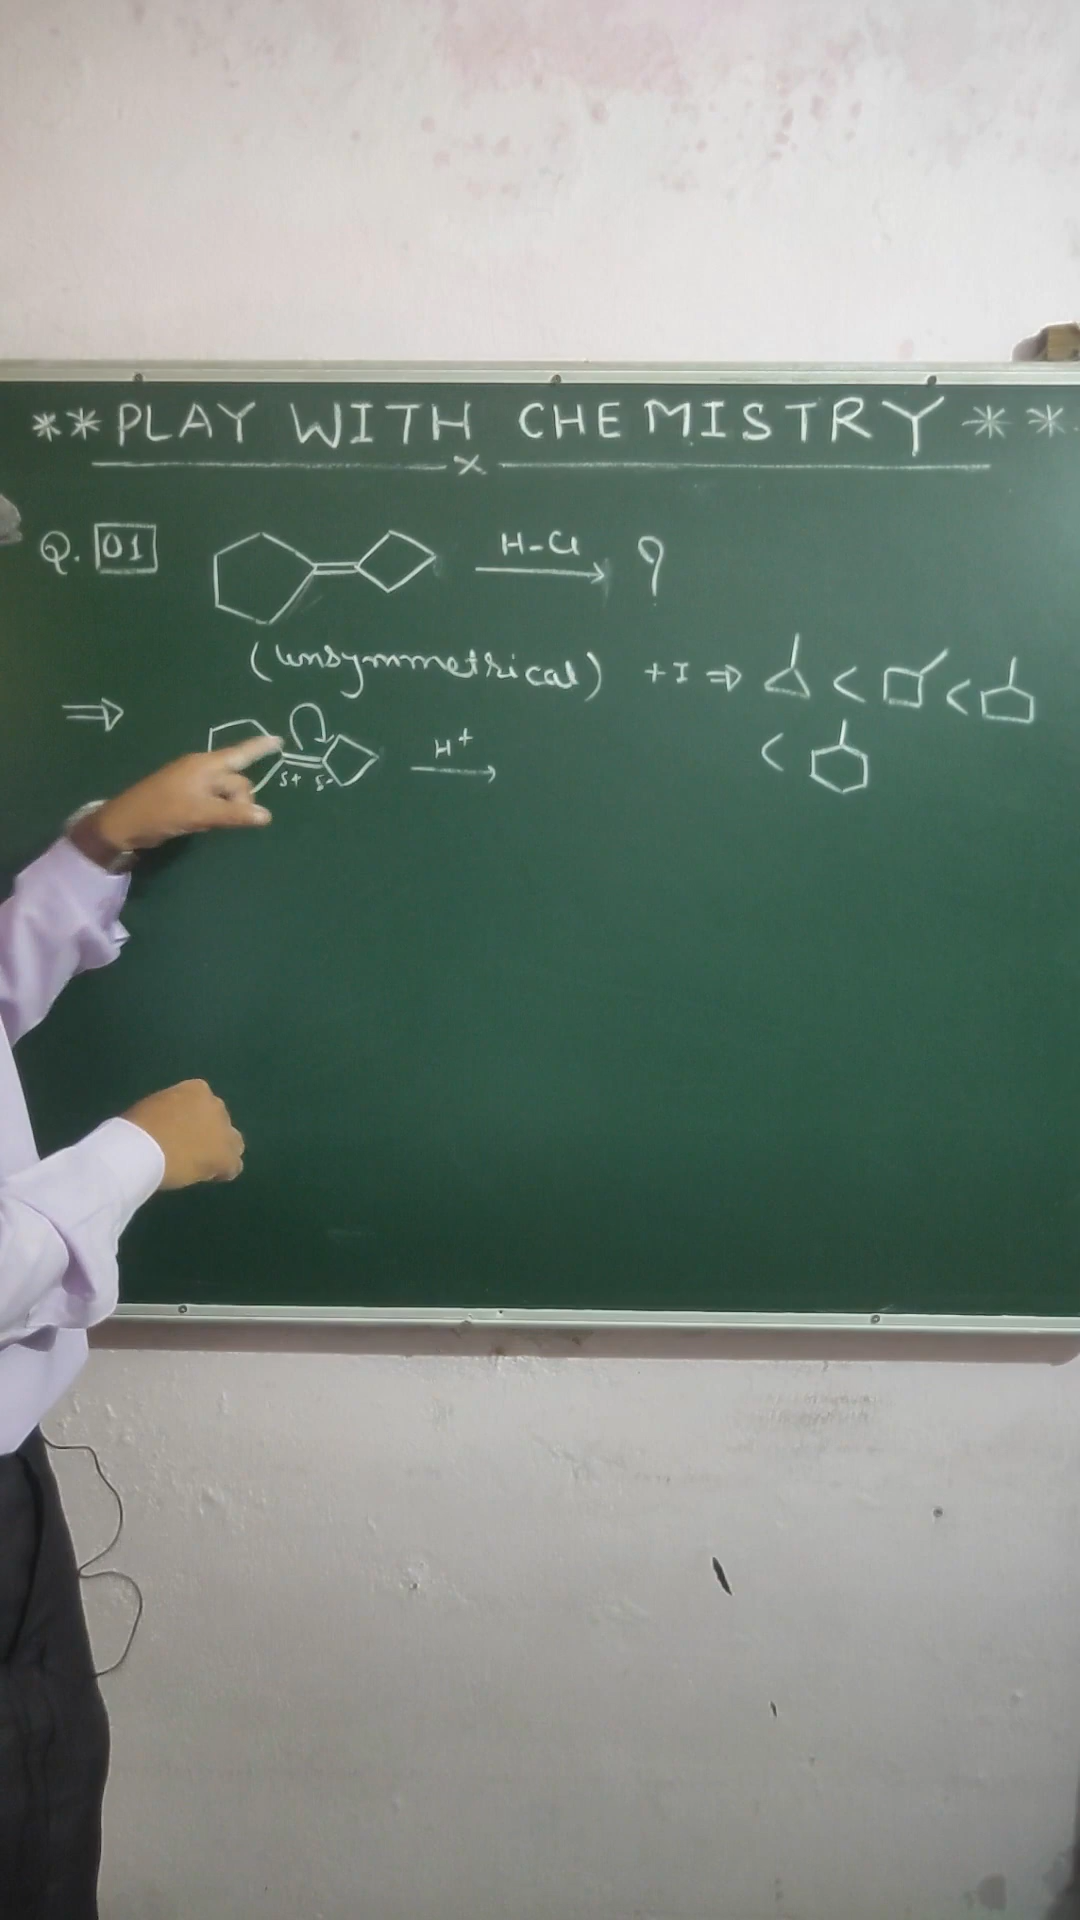 ** PLAY WITH CHEMISTRY **
x
Q. 01 H-Cl ?
(unsymmetrical) +I ⇒ < <
⇒ H+ <
δ+ δ-